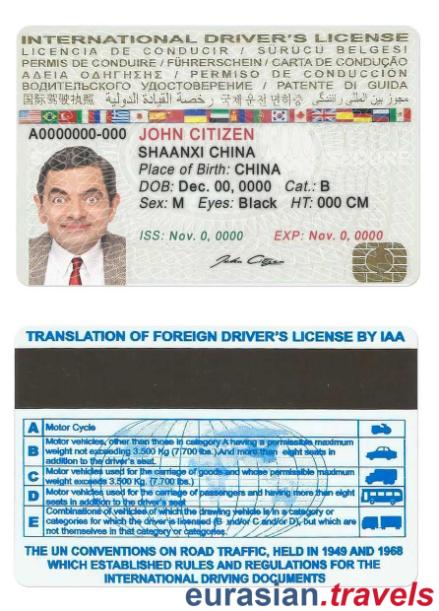 INTERNATIONAL DRIVER'S LICENSE
LICENCIA DE CONDUCIR / SÜRÜCÜ BELGESI
PERMIS DE CONDUIRE / FÜHRERSCHEIN / CARTA DE CONDUÇÃO
ΑΔΕΙΑ ΟΔΗΓΗΣΗΣ / PERMISO DE CONDUCCIÓN
ВОДИТЕЛЬСКОГО УДОСТОВЕРЕНИЕ / PATENTE DI GUIDA
国际驾驶执照 رخصة القيادة الدولية / 국제 운전 면허증 /
A0000000-000 JOHN CITIZEN
SHAANXI CHINA
Place of Birth: CHINA
DOB: Dec. 00, 0000 Cat.: B
Sex: M Eyes: Black HT: 000 CM
ISS: Nov. 0, 0000 EXP: Nov. 0, 0000
John Citizen
TRANSLATION OF FOREIGN DRIVER'S LICENSE BY IAA
A Motor Cycle
B Motor vehicles, other than those in category A having a permissible maximum
weight not exceeding 3.500 Kg (7.700 lbs.) And more than eight seats in
addition to the driver's seat.
C Motor vehicles used for the carriage of goods and whose permissible maximum
weight exceeds 3.500 Kg. (7.700 lbs.)
D Motor vehicles used for the carriage of passengers and having more than eight
seats in addition to the driver's seat.
E Combinations of vehicles of which the drawing vehicle is in a category or
categories for which the driver is licensed (B and/or C and/or D), but which are
not themselves in that category or categories.
THE UN CONVENTIONS ON ROAD TRAFFIC, HELD IN 1949 AND 1968
WHICH ESTABLISHED RULES AND REGULATIONS FOR THE
INTERNATIONAL DRIVING DOCUMENTS
eurasian.travels